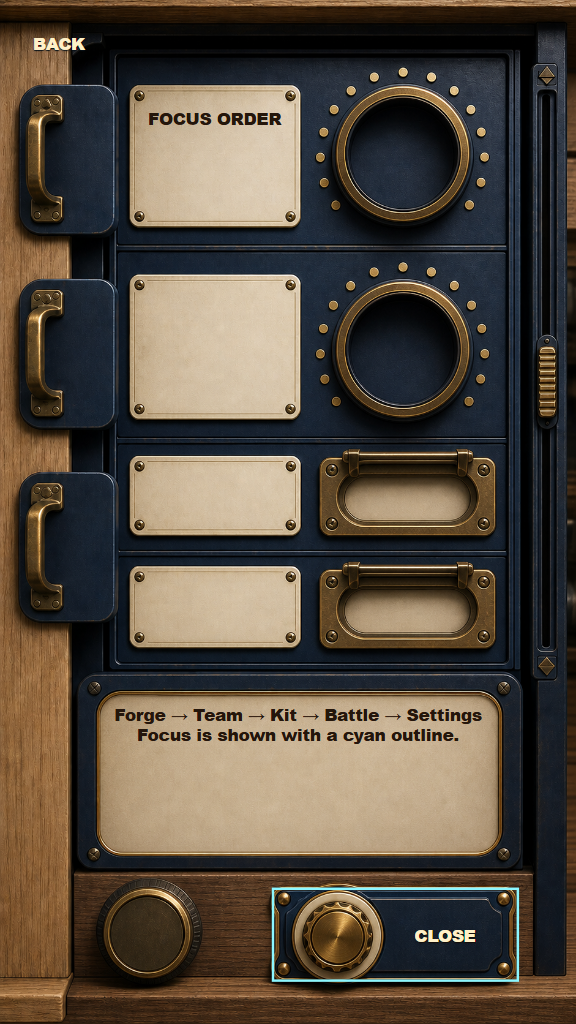 BACK
FOCUS ORDER
Forge → Team → Kit → Battle → Settings
Focus is shown with a cyan outline.
CLOSE